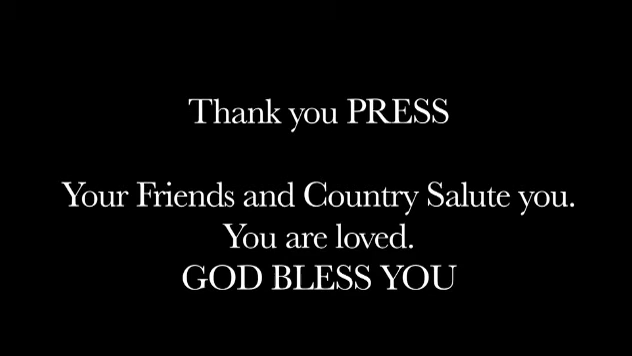 Thank you PRESS
Your Friends and Country Salute you.
You are loved.
GOD BLESS YOU